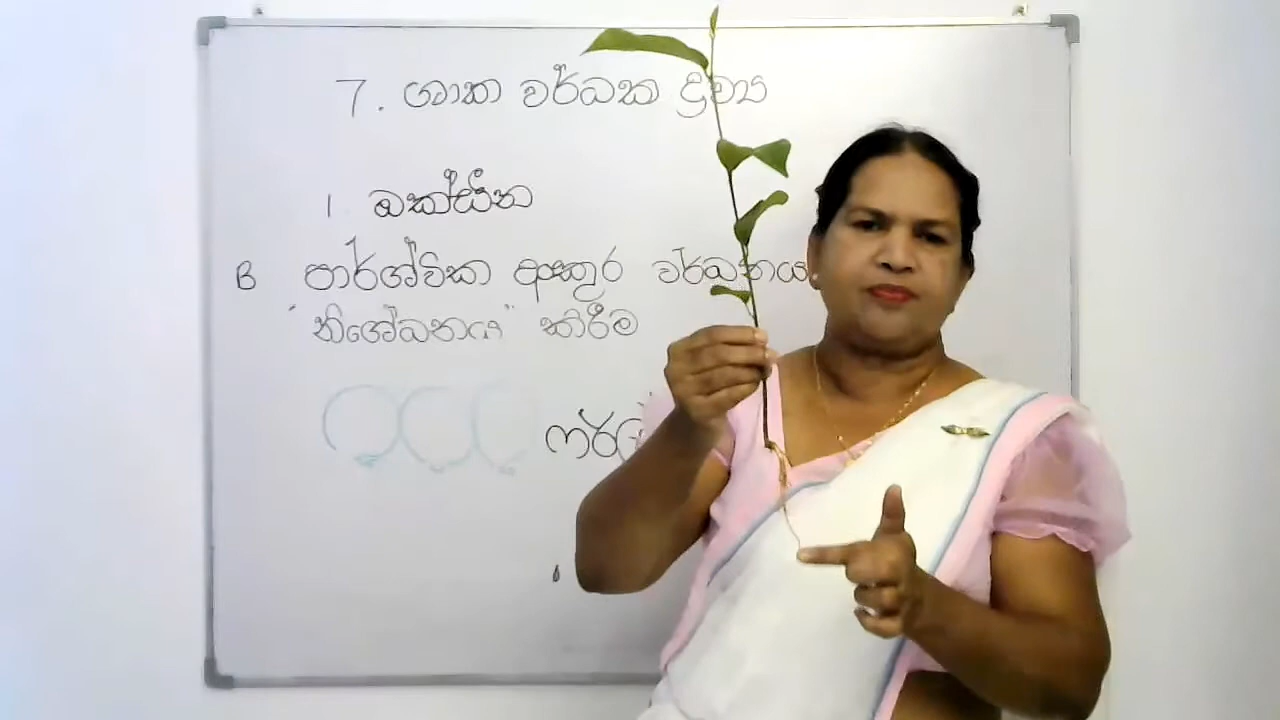 7. ශාක වර්ධක ද්‍රව්‍ය
1 ඔක්සීන
B පාර්ශ්වික අංකුර වර්ධනය
"නිශේධනය" කිරීම